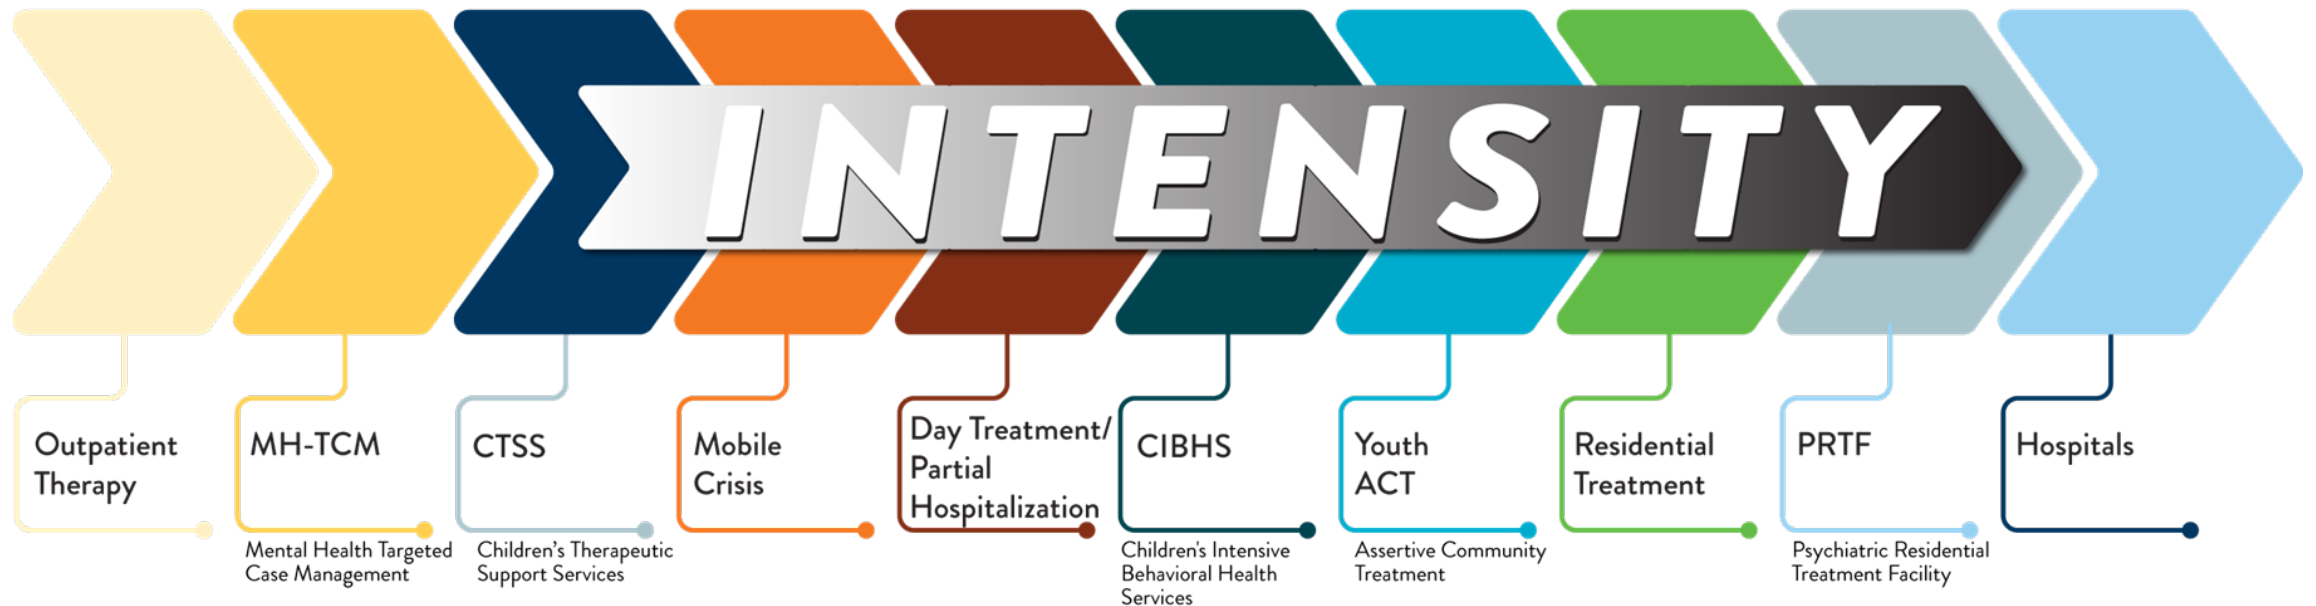 INTENSITY
Outpatient
Therapy
MH-TCM
Mental Health Targeted
Case Management
CTSS
Children's Therapeutic
Support Services
Mobile
Crisis
Day Treatment/
Partial
Hospitalization
CIBHS
Children's Intensive
Behavioral Health
Services
Youth
ACT
Assertive Community
Treatment
Residential
Treatment
PRTF
Psychiatric Residential
Treatment Facility
Hospitals